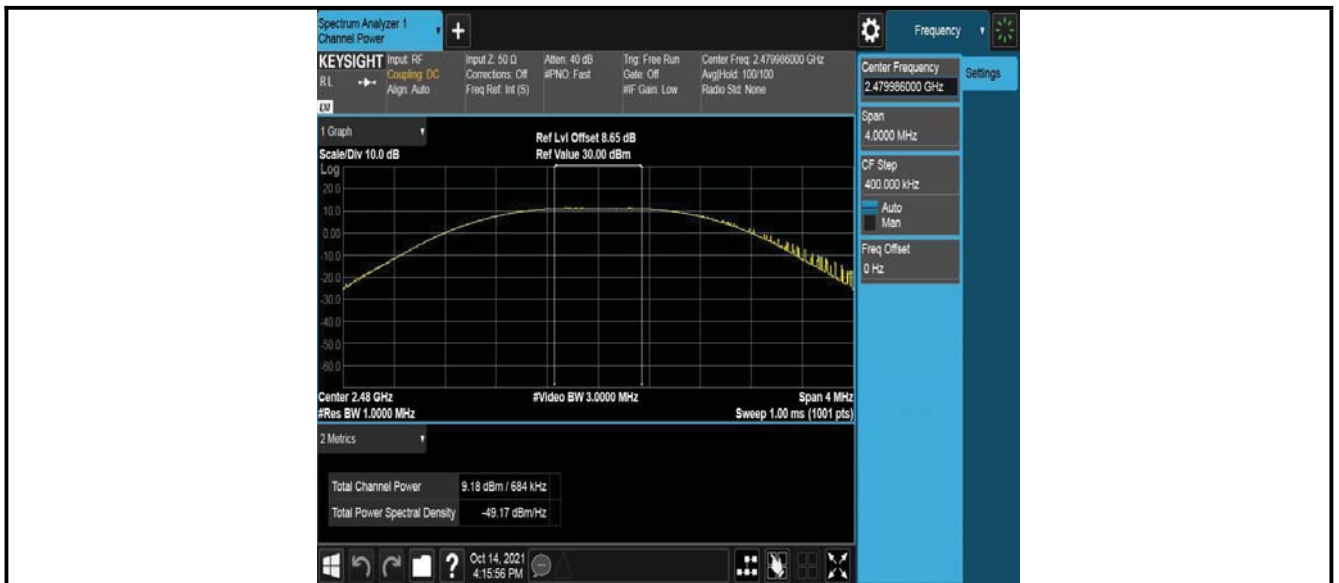 Spectrum Analyzer 1
Channel Power
+
Frequency
KEYSIGHT
RL
LXI
Input: RF
Coupling: DC
Align: Auto
Input Z: 50 Ω
Corrections: Off
Freq Ref: Int (S)
Atten: 40 dB
#PNO: Fast
Trig: Free Run
Gate: Off
#IF Gain: Low
Center Freq: 2.479986000 GHz
Avg|Hold: 100/100
Radio Std: None
Center Frequency
2.479986000 GHz
Settings
Span
4.0000 MHz
CF Step
400.000 kHz
Auto
Man
Freq Offset
0 Hz
1 Graph
Scale/Div 10.0 dB
Ref Lvl Offset 8.65 dB
Ref Value 30.00 dBm
Log
20.0
10.0
0.00
-10.0
-20.0
-30.0
-40.0
-50.0
-60.0
Center 2.48 GHz
#Video BW 3.0000 MHz
Span 4 MHz
#Res BW 1.0000 MHz
Sweep 1.00 ms (1001 pts)
2 Metrics
Total Channel Power 9.18 dBm / 684 kHz
Total Power Spectral Density -49.17 dBm/Hz
?
Oct 14, 2021
4:15:56 PM